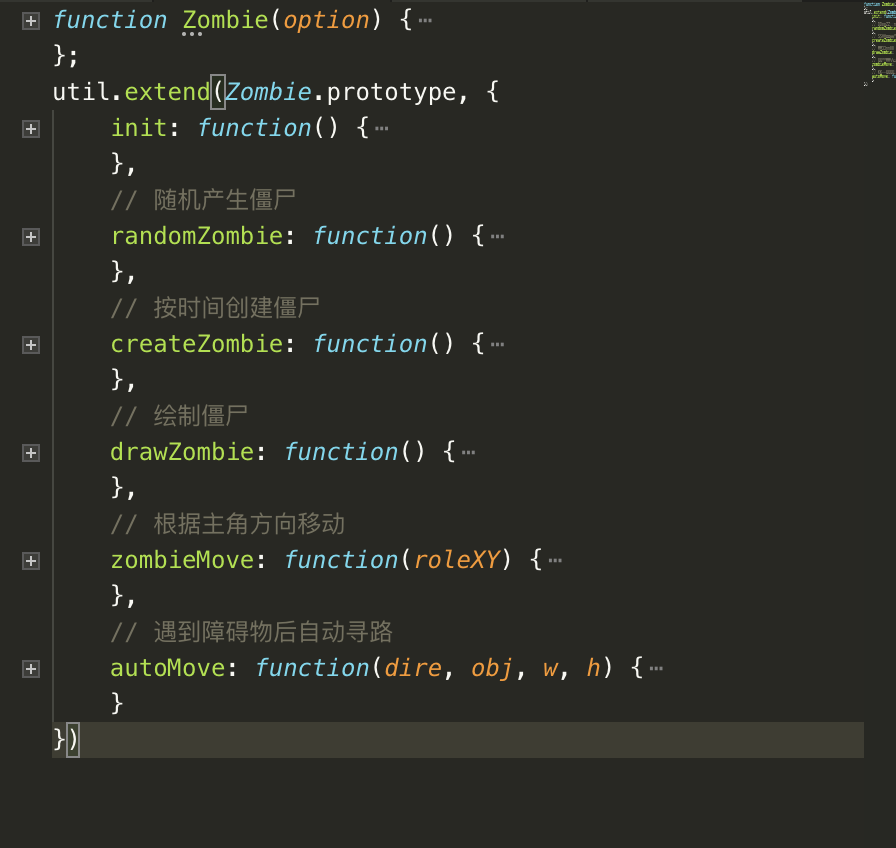 function Zombie(option) {⋯
};
util.extend(Zombie.prototype, {
init: function() {⋯
},
// 随机产生僵尸
randomZombie: function() {⋯
},
// 按时间创建僵尸
createZombie: function() {⋯
},
// 绘制僵尸
drawZombie: function() {⋯
},
// 根据主角方向移动
zombieMove: function(roleXY) {⋯
},
// 遇到障碍物后自动寻路
autoMove: function(dire, obj, w, h) {⋯
}
})